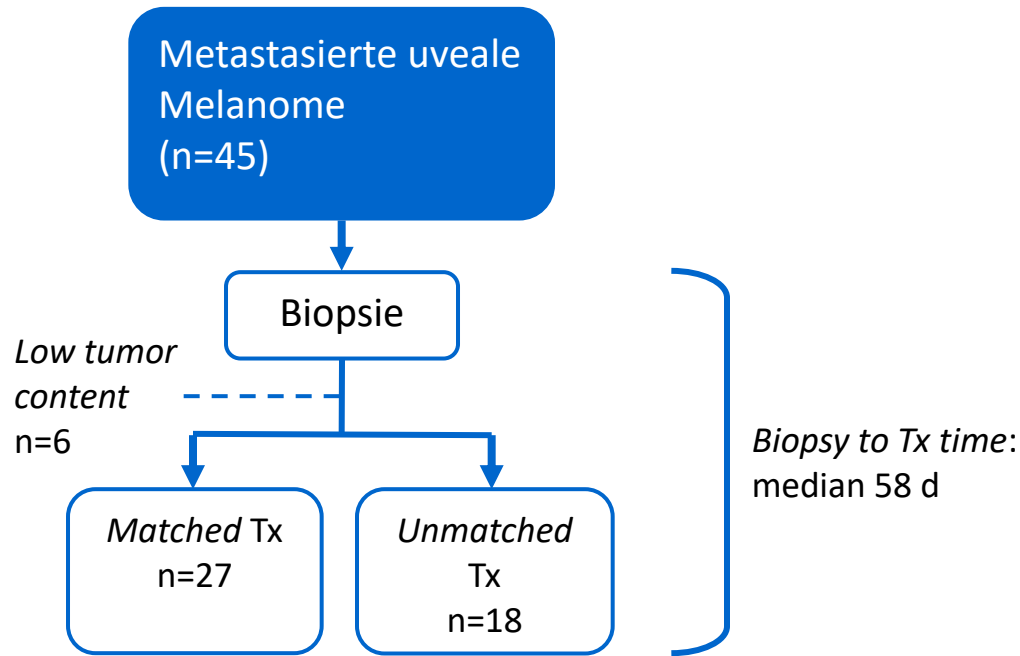 Metastasierte uveale
Melanome
(n=45)
Biopsie
Low tumor
content
n=6
Matched Tx
n=27
Unmatched
Tx
n=18
Biopsy to Tx time:
median 58 d